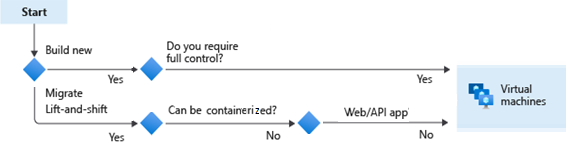 Start
Build new
Do you require
full control?
Yes
Yes
Migrate
Lift-and-shift
Can be containerized?
Web/API app
Yes
No
No
Virtual
machines